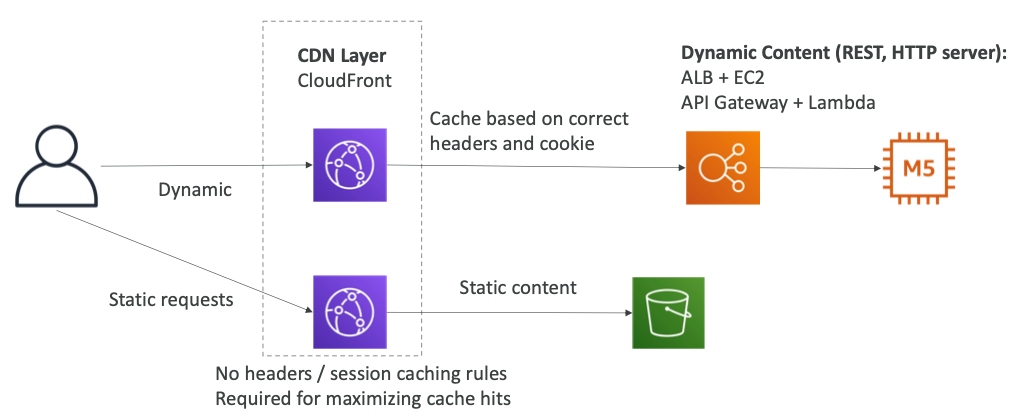 CDN Layer
CloudFront
Dynamic Content (REST, HTTP server):
ALB + EC2
API Gateway + Lambda
Cache based on correct
headers and cookie
Dynamic
M5
Static requests
Static content
No headers / session caching rules
Required for maximizing cache hits